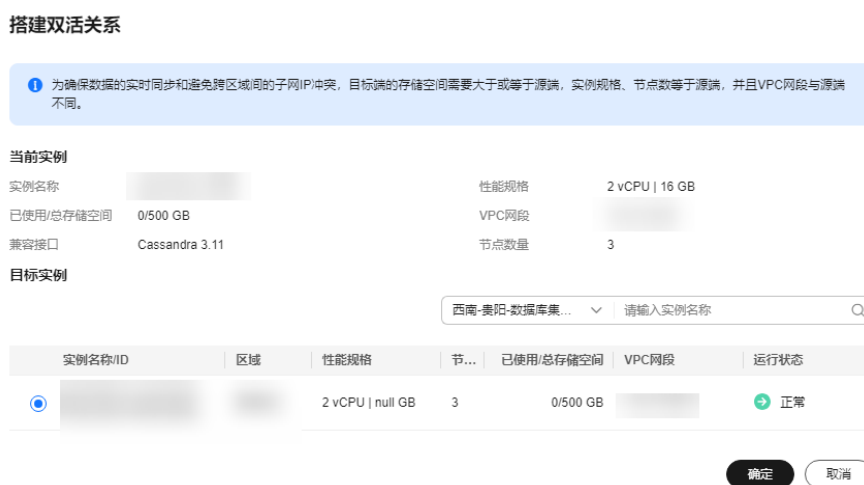 搭建双活关系
为确保数据的实时同步和避免跨区域间的子网IP冲突，目标端的存储空间需要大于或等于源端，实例规格、节点数等于源端，并且VPC网段与源端
不同。
当前实例
实例名称 性能规格 2 vCPU | 16 GB
已使用/总存储空间 0/500 GB VPC网段
兼容接口 Cassandra 3.11 节点数量 3
目标实例
西南-贵阳-数据库集... 请输入实例名称
实例名称/ID 区域 性能规格 节... 已使用/总存储空间 VPC网段 运行状态
2 vCPU | null GB 3 0/500 GB 正常
确定 取消